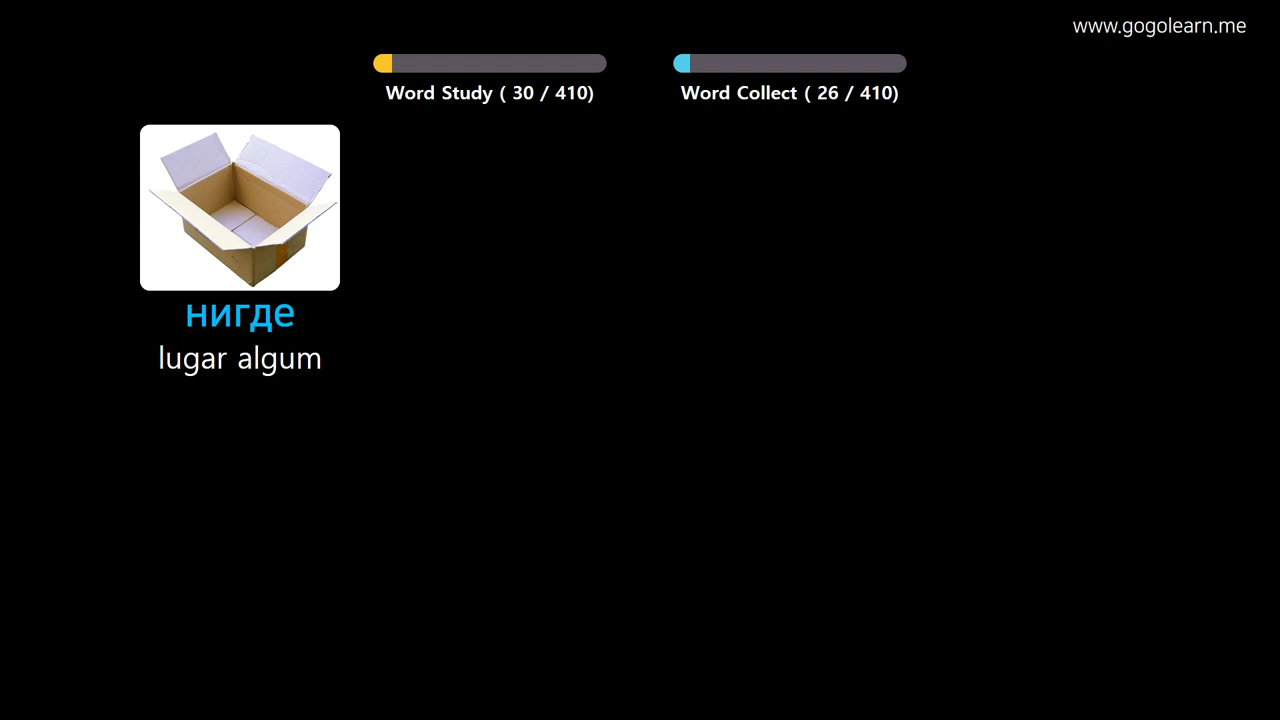 www.gogolearn.me
Word Study ( 30 / 410)
Word Collect ( 26 / 410)
нигде
lugar algum